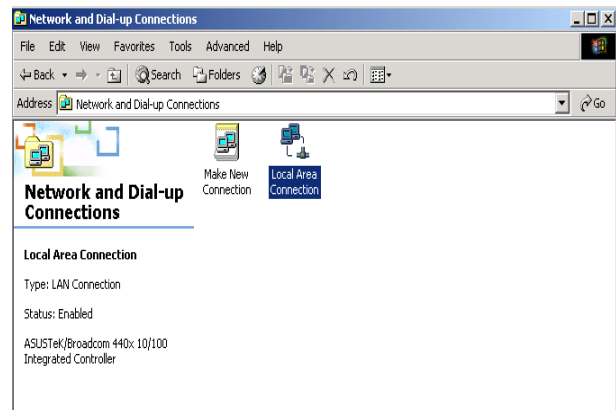 Network and Dial-up Connections
File Edit View Favorites Tools Advanced Help
Back Search Folders
Address Network and Dial-up Connections Go
Make New
Connection
Local Area
Connection
Network and Dial-up
Connections
Local Area Connection
Type: LAN Connection
Status: Enabled
ASUSTeK/Broadcom 440x 10/100
Integrated Controller